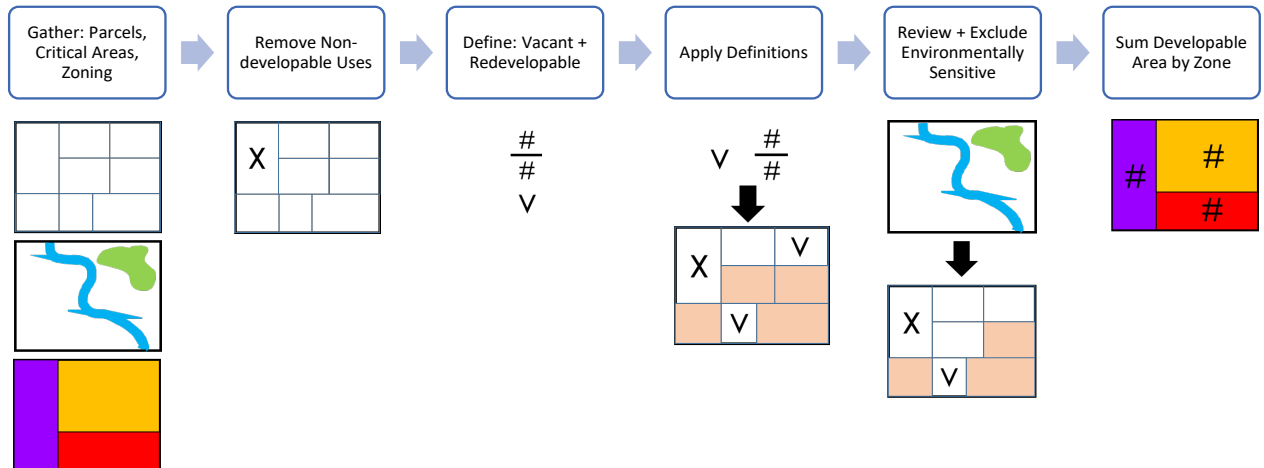 Gather: Parcels,
Critical Areas,
Zoning
Remove Non-
developable Uses
Define: Vacant +
Redevelopable
Apply Definitions
Review + Exclude
Environmentally
Sensitive
Sum Developable
Area by Zone
X
#
#
V
V
#
#
X
V
V
X
V
#
#
#